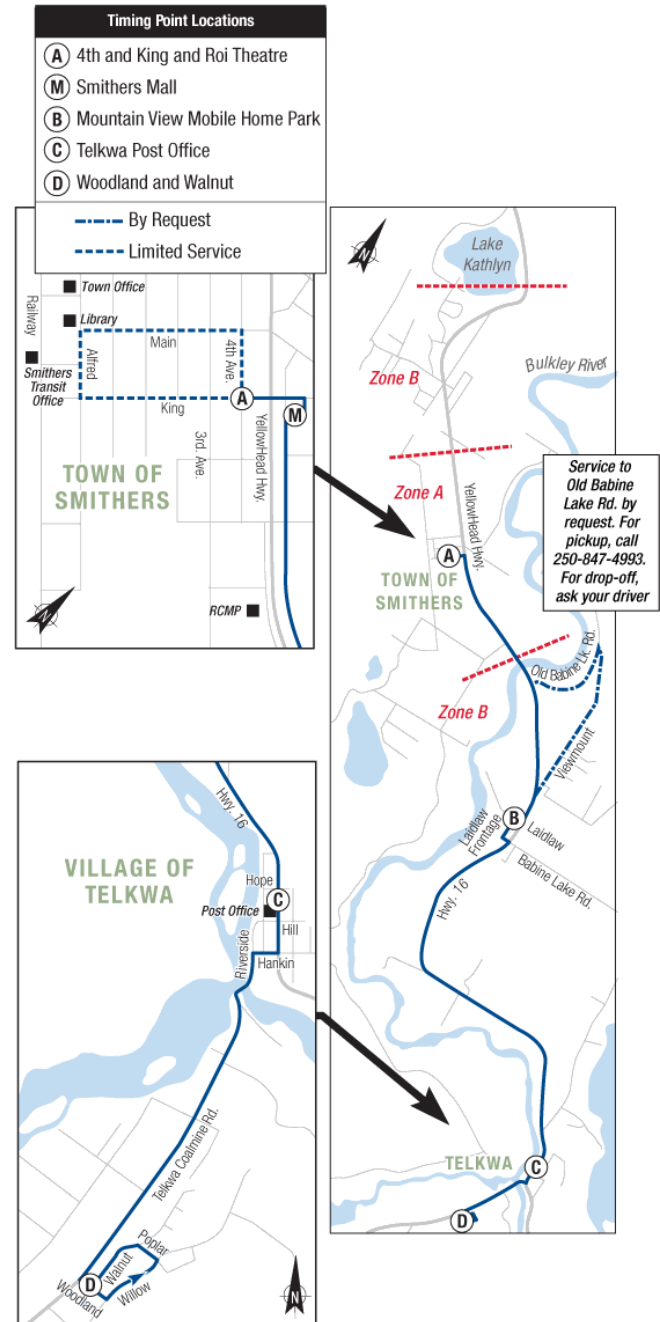 Timing Point Locations
A 4th and King and Roi Theatre
M Smithers Mall
B Mountain View Mobile Home Park
C Telkwa Post Office
D Woodland and Walnut
By Request
Limited Service
Town Office
Library
Railway
Smithers
Transit
Office
Alfred
Main
4th Ave.
King
A
M
3rd. Ave.
YellowHead Hwy.
TOWN OF
SMITHERS
RCMP
N
N
Lake
Kathlyn
Bulkley River
Zone B
Zone A
YellowHead Hwy.
A
TOWN OF
SMITHERS
Service to
Old Babine
Lake Rd. by
request. For
pickup, call
250-847-4993.
For drop-off,
ask your driver
Old Babine Lk. Rd.
Zone B
Viewmount
B
Laidlaw
Laidlaw
Frontage
Babine Lake Rd.
Hwy. 16
TELKWA
C
D
Hwy. 16
VILLAGE OF
TELKWA
Hope
C
Post Office
Hill
Riverside
Hankin
Telkwa Coalmine Rd.
Poplar
Walnut
D
Willow
Woodland
N